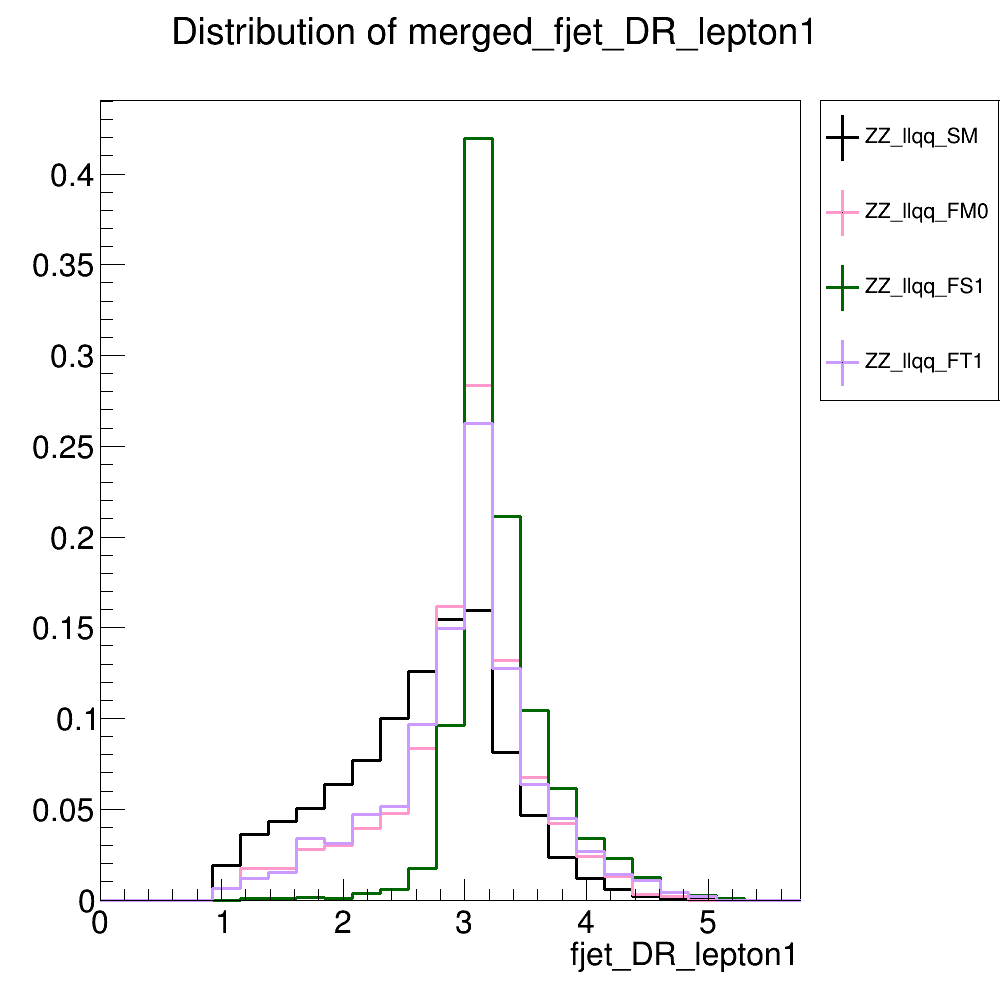 Distribution of merged_fjet_DR_lepton1
ZZ_llqq_SM
ZZ_llqq_FM0
ZZ_llqq_FS1
ZZ_llqq_FT1
0.4
0.35
0.3
0.25
0.2
0.15
0.1
0.05
0
0 1 2 3 4 5
fjet_DR_lepton1